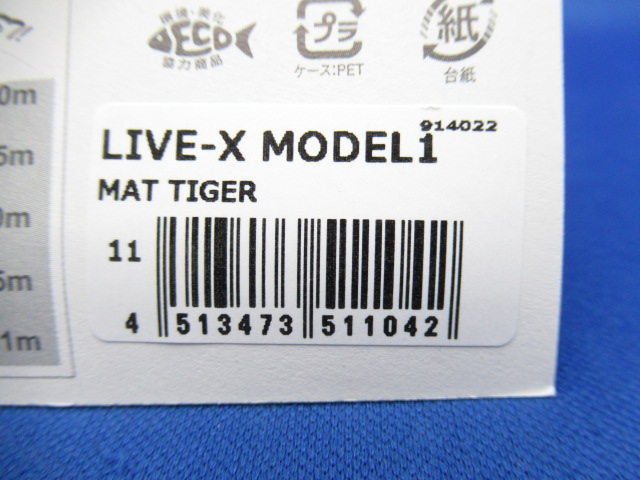 環境・美化
ECO
協力商品
プラ
ケース:PET
紙
台紙
0m
5m
0m
5m
1m
914022
LIVE-X MODEL1
MAT TIGER
11
4 513473 511042